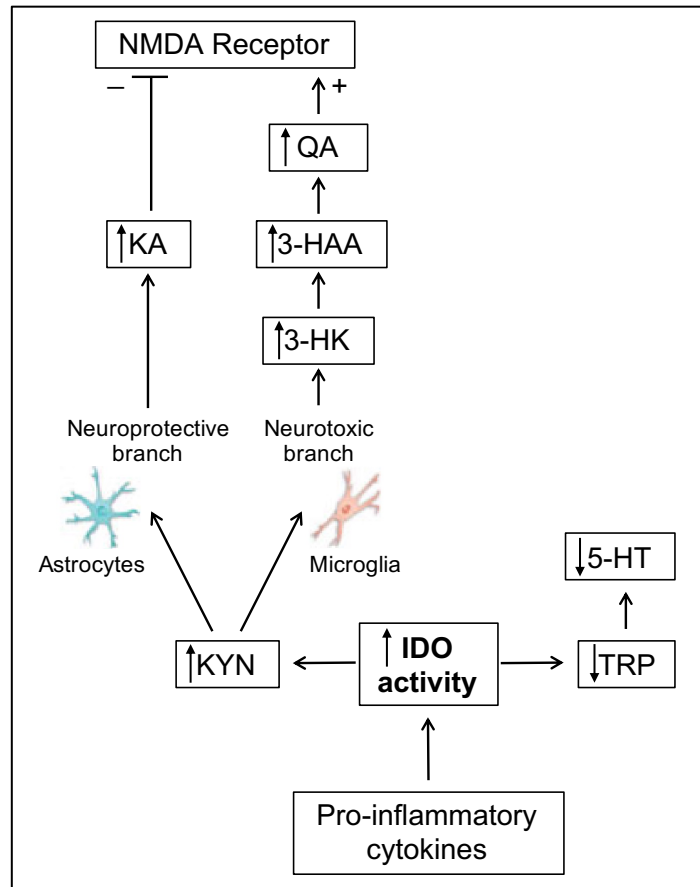 NMDA Receptor
–
+
↑QA
↑KA
↑3-HAA
↑3-HK
Neuroprotective
branch
Neurotoxic
branch
Astrocytes
Microglia
↓5-HT
↑KYN
↑ IDO
activity
↓TRP
Pro-inflammatory
cytokines